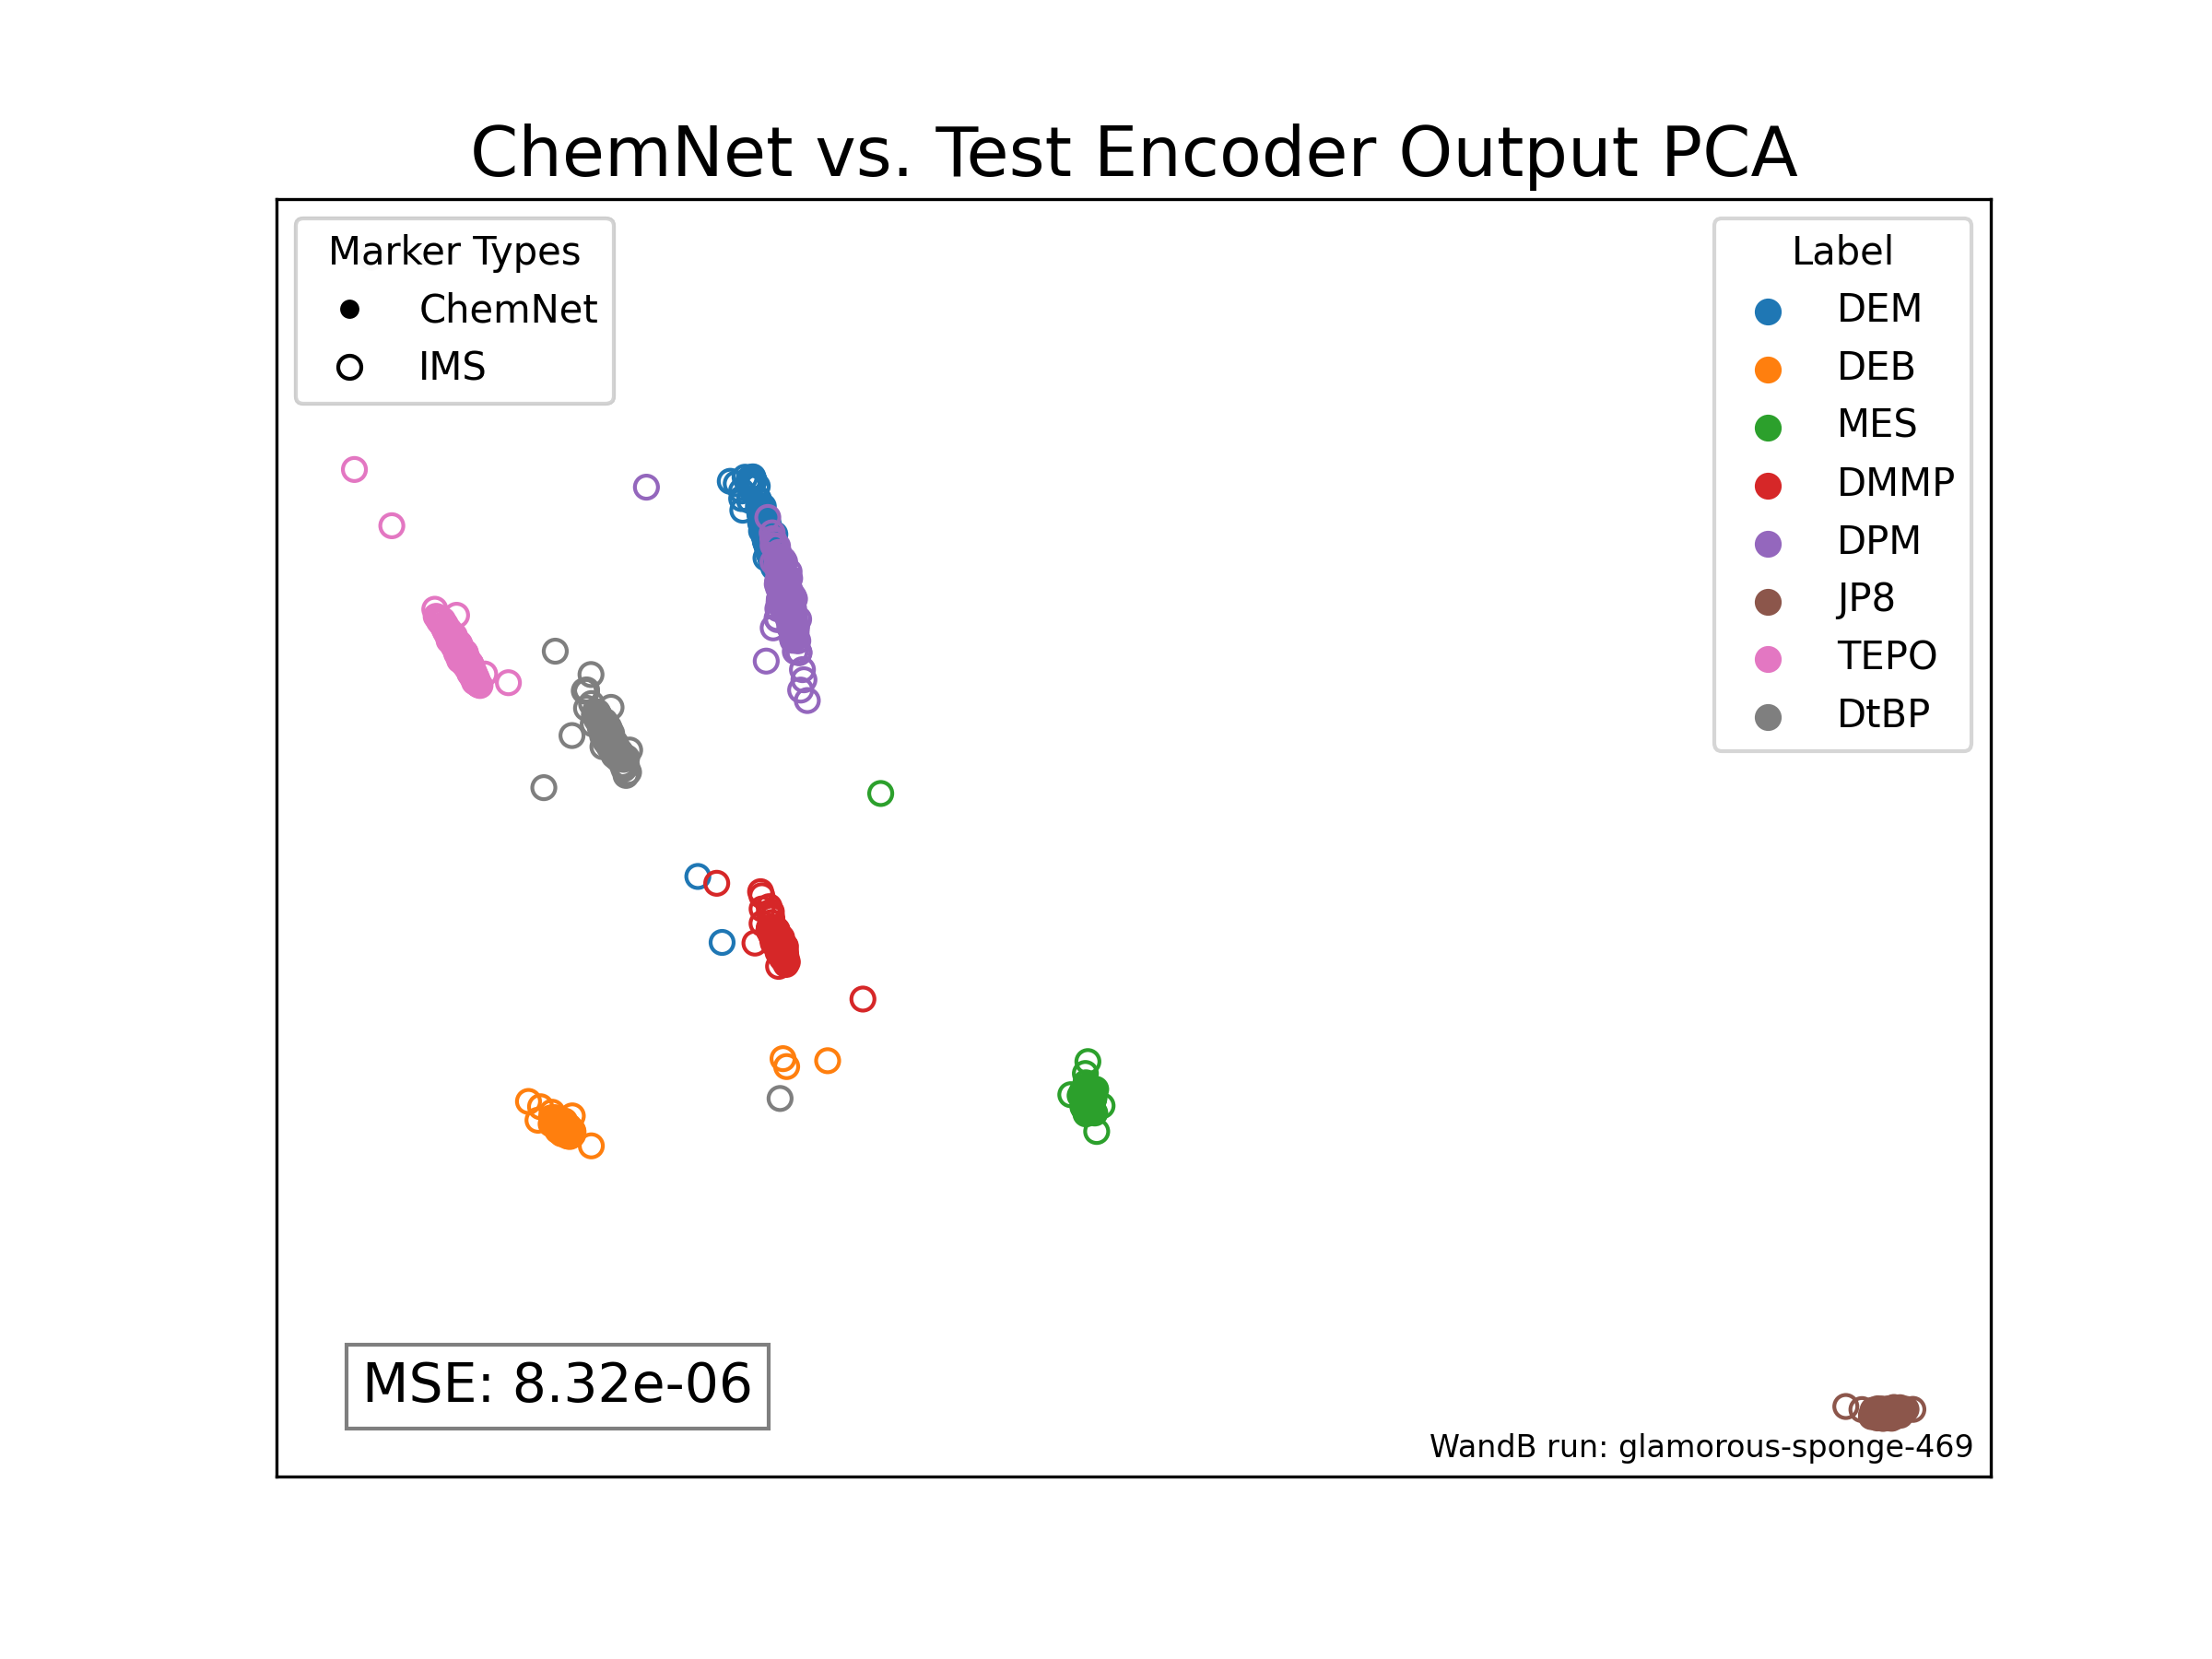 ChemNet vs. Test Encoder Output PCA
Marker Types
ChemNet
IMS
Label
DEM
DEB
MES
DMMP
DPM
JP8
TEPO
DtBP
MSE: 8.32e-06
WandB run: glamorous-sponge-469